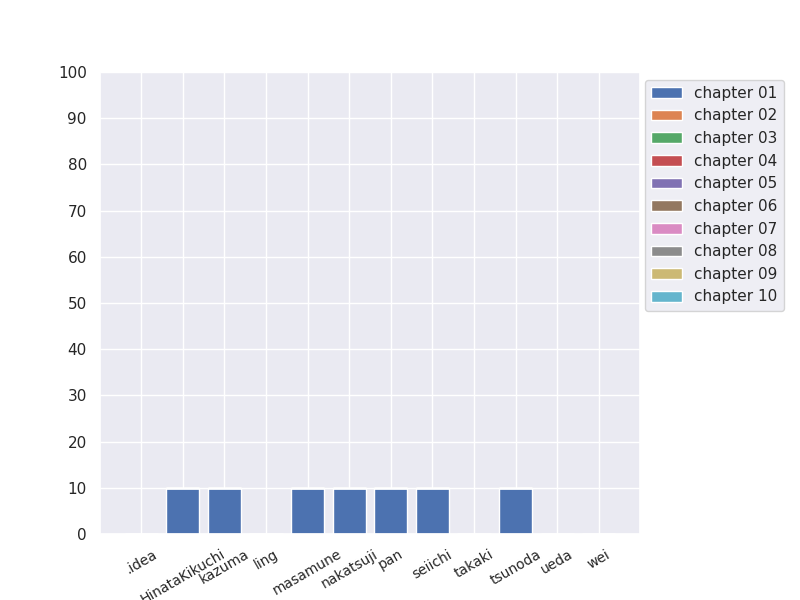 100
90
80
70
60
50
40
30
20
10
0
.idea
HinataKikuchi
kazuma
ling
masamune
nakatsuji
pan
seiichi
takaki
tsunoda
ueda
wei
chapter 01
chapter 02
chapter 03
chapter 04
chapter 05
chapter 06
chapter 07
chapter 08
chapter 09
chapter 10